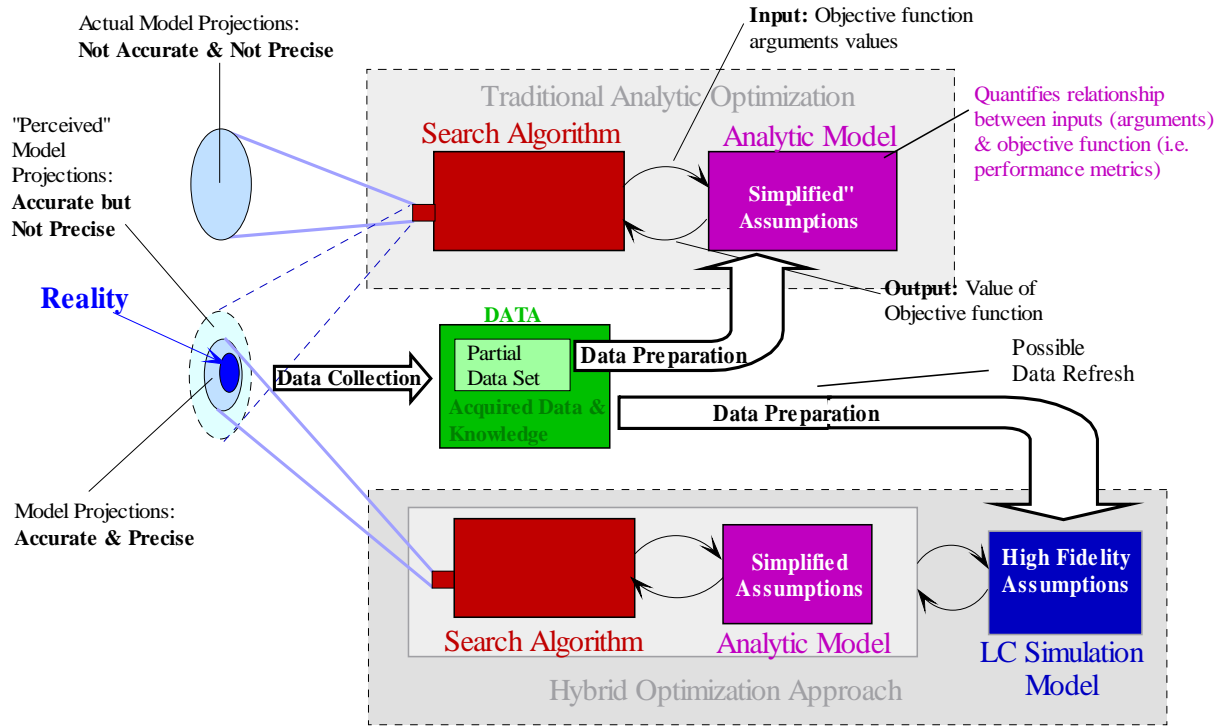 Actual Model Projections:
Not Accurate & Not Precise
Input: Objective function
arguments values
Traditional Analytic Optimization
Quantifies relationship
between inputs (arguments)
& objective function (i.e.
performance metrics)
"Perceived"
Model
Projections:
Accurate but
Not Precise
Search Algorithm
Analytic Model
Simplified"
Assumptions
Reality
Output: Value of
Objective function
DATA
Partial
Data Set
Acquired Data &
Knowledge
Data Collection
Data Preparation
Possible
Data Refresh
Data Preparation
Model Projections:
Accurate & Precise
Simplified
Assumptions
High Fidelity
Assumptions
Search Algorithm
Analytic Model
LC Simulation
Model
Hybrid Optimization Approach